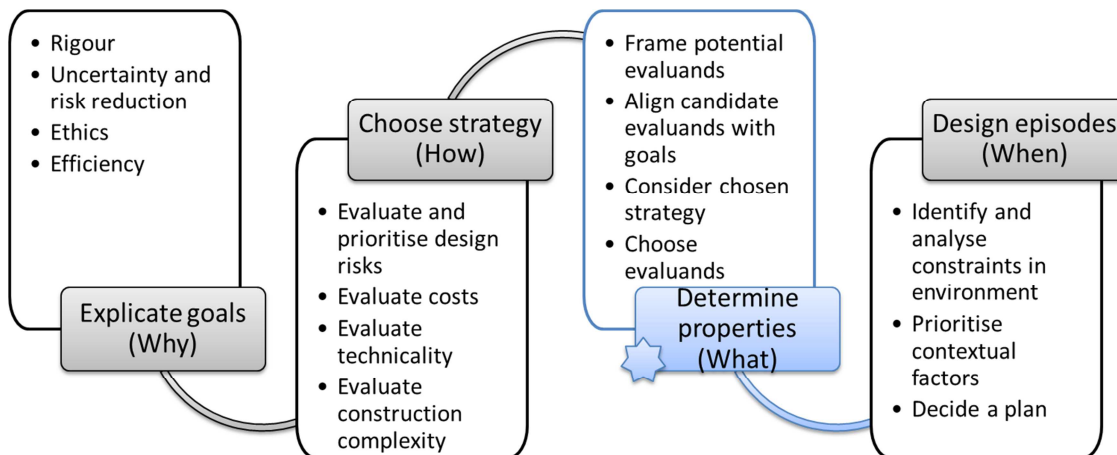 • Rigour
• Uncertainty and
risk reduction
• Ethics
• Efficiency
Explicate goals
(Why)
Choose strategy
(How)
• Evaluate and
prioritise design
risks
• Evaluate costs
• Evaluate
technicality
• Evaluate
construction
complexity
• Frame potential
evaluands
• Align candidate
evaluands with
goals
• Consider chosen
strategy
• Choose
evaluands
Determine
properties
(What)
Design episodes
(When)
• Identify and
analyse
constraints in
environment
• Prioritise
contextual
factors
• Decide a plan